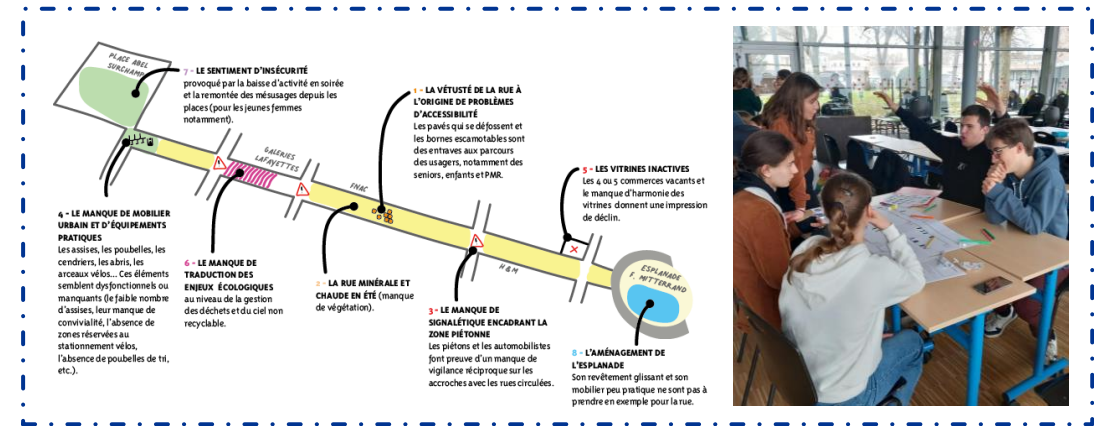 PLACE ABEL
SURCHAMP
7 - LE SENTIMENT D'INSÉCURITÉ
provoqué par la baisse d'activité en soirée
et la remontée des mésusages depuis les
places (pour les jeunes femmes
notamment).
1 - LA VÉTUSTÉ DE LA RUE À
L'ORIGINE DE PROBLÈMES
D'ACCESSIBILITÉ
Les pavés qui se défossent et
les bornes escamotables sont
des entraves aux parcours
des usagers, notamment des
seniors, enfants et PMR.
GALERIES
LAFAYETTES
FNAC
5 - LES VITRINES INACTIVES
Les 4 ou 5 commerces vacants et
le manque d'harmonie des
vitrines donnent une impression
de déclin.
4 - LE MANQUE DE MOBILIER
URBAIN ET D'ÉQUIPEMENTS
PRATIQUES
Les assises, les poubelles, les
cendriers, les abris, les
arceaux vélos... Ces éléments
semblent dysfonctionels ou
manquants (le faible nombre
d'assises, leur manque de
convivialité, l'absence de
zones réservées au
stationnement vélos,
l'absence de poubelles de tri,
etc.).
6 - LE MANQUE DE
TRADUCTION DES
ENJEUX ÉCOLOGIQUES
au niveau de la gestion
des déchets et du ciel non
recyclable.
2 - LA RUE MINÉRALE ET
CHAUDE EN ÉTÉ (manque
de végétation).
H&M
ESPLANADE
F. MITTERRAND
3 - LE MANQUE DE
SIGNALÉTIQUE ENCADRANT LA
ZONE PIÉTONNE
Les piétons et les automobilistes
font preuve d'un manque de
vigilance réciproque sur les
accroches avec les rues circulées.
8 - L'AMÉNAGEMENT DE
L'ESPLANADE
Son revêtement glissant et son
mobilier peu pratique ne sont pas à
prendre en exemple pour la rue.